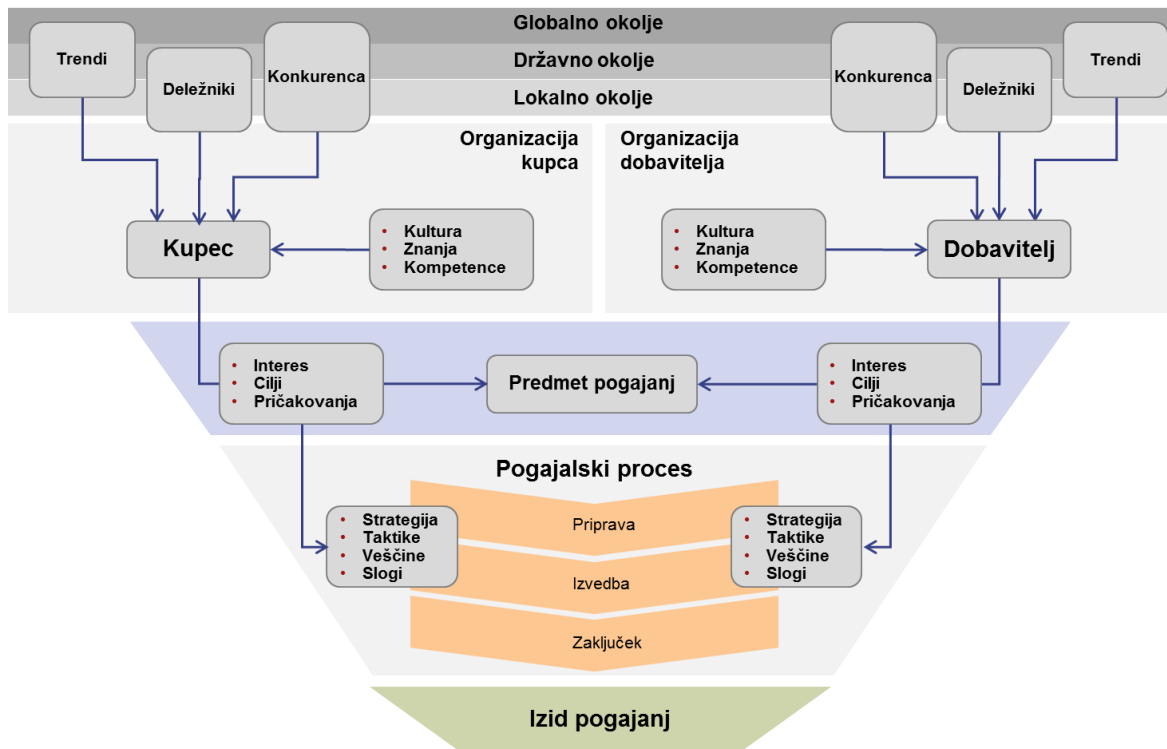 Globalno okolje
Državno okolje
Lokalno okolje
Trendi
Deležniki
Konkurenca
Konkurenca
Deležniki
Trendi
Organizacija
kupca
Organizacija
dobavitelja
Kupec
• Kultura
• Znanja
• Kompetence
• Kultura
• Znanja
• Kompetence
Dobavitelj
• Interes
• Cilji
• Pričakovanja
Predmet pogajanj
• Interes
• Cilji
• Pričakovanja
Pogajalski proces
• Strategija
• Taktike
• Veščine
• Slogi
Priprava
Izvedba
Zaključek
• Strategija
• Taktike
• Veščine
• Slogi
Izid pogajanj